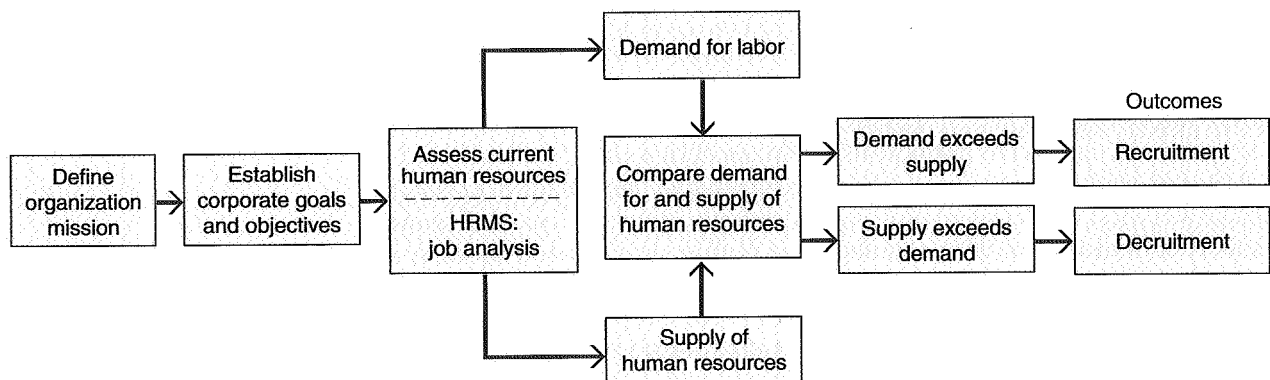 Define
organization
mission
Establish
corporate goals
and objectives
Assess current
human resources
HRMS:
job analysis
Demand for labor
Supply of
human resources
Compare demand
for and supply of
human resources
Demand exceeds
supply
Supply exceeds
demand
Outcomes
Recruitment
Decruitment